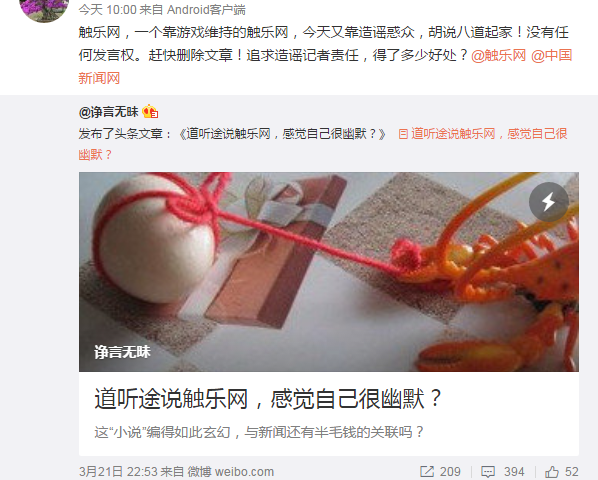 今天 10:00 来自 Android客户端
触乐网，一个靠游戏维持的触乐网，今天又靠造谣惑众，胡说八道起家！没有任
何发言权。赶快删除文章！追求造谣记者责任，得了多少好处？@触乐网 @中国
新闻网
@诤言无昧
发布了头条文章：《道听途说触乐网，感觉自己很幽默？》 道听途说触乐网，感觉自己很
幽默？
诤言无昧
道听途说触乐网，感觉自己很幽默？
这“小说”编得如此玄幻，与新闻还有半毛钱的关联吗？
3月21日 22:53 来自 微博 weibo.com 209 394 52